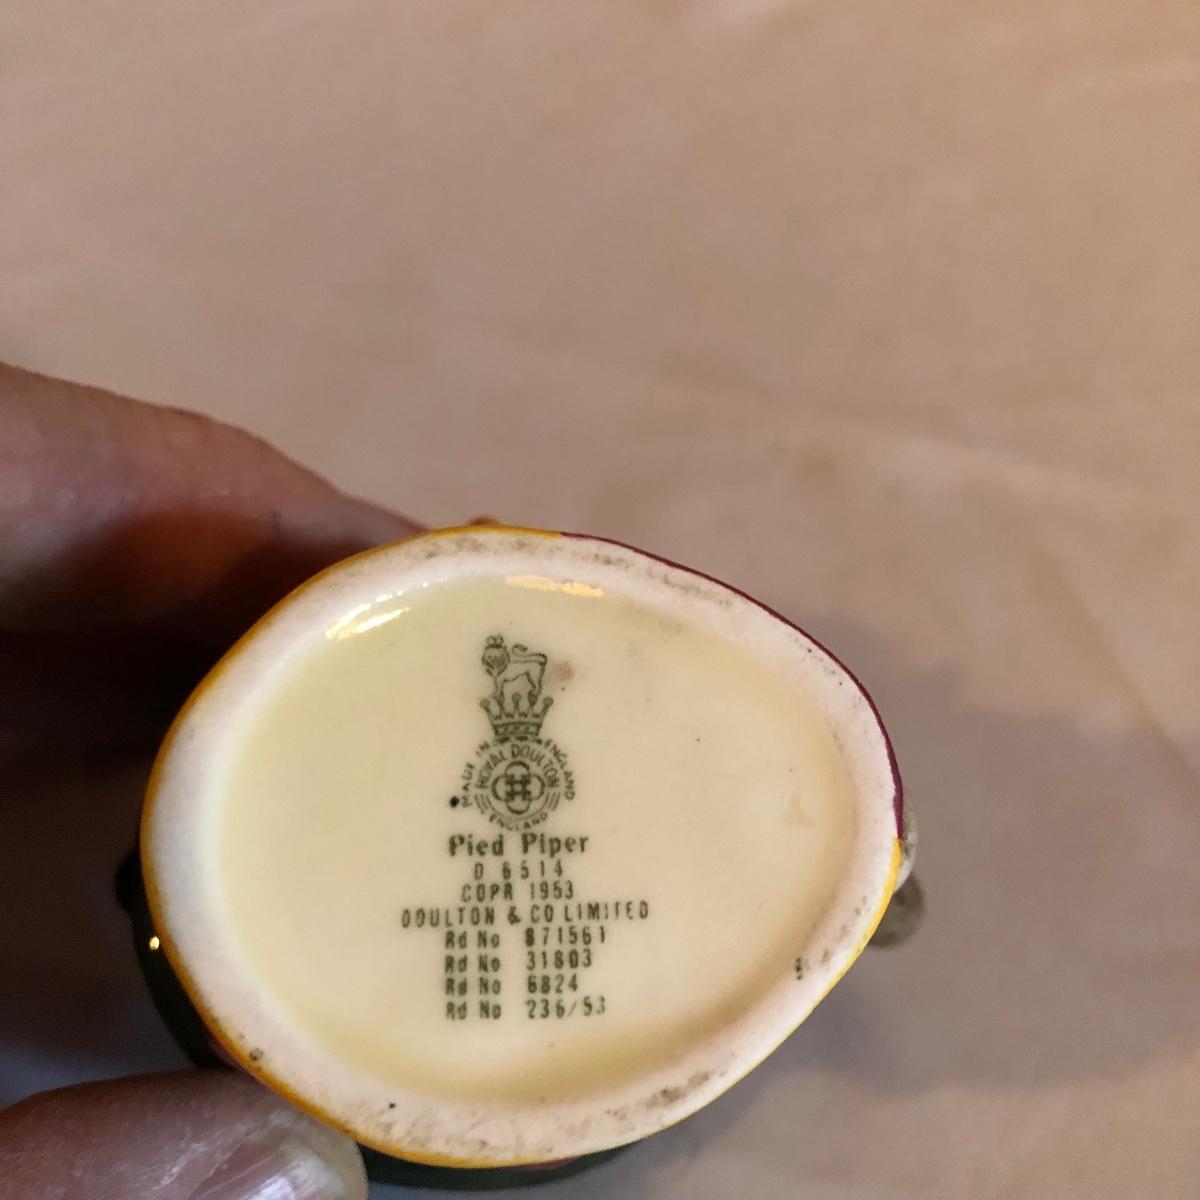 MADE IN ENGLAND
ROYAL DOULTON
ENGLAND
Pied Piper
D 6514
COPR 1953
DOULTON & CO LIMITED
Rd No 871561
Rd No 31803
Rd No 6824
Rd No 236/53